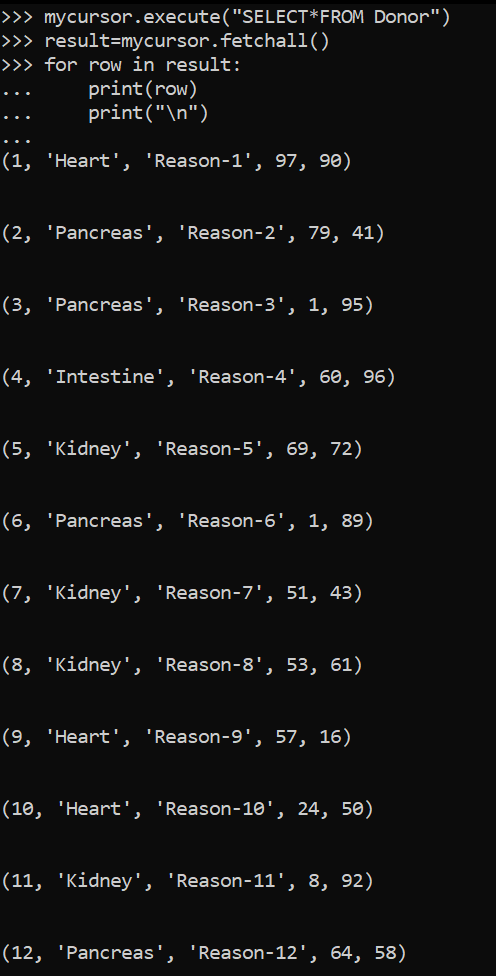 >>> mycursor.execute("SELECT*FROM Donor")
>>> result=mycursor.fetchall()
>>> for row in result:
...     print(row)
...     print("\n")
...
(1, 'Heart', 'Reason-1', 97, 90)
(2, 'Pancreas', 'Reason-2', 79, 41)
(3, 'Pancreas', 'Reason-3', 1, 95)
(4, 'Intestine', 'Reason-4', 60, 96)
(5, 'Kidney', 'Reason-5', 69, 72)
(6, 'Pancreas', 'Reason-6', 1, 89)
(7, 'Kidney', 'Reason-7', 51, 43)
(8, 'Kidney', 'Reason-8', 53, 61)
(9, 'Heart', 'Reason-9', 57, 16)
(10, 'Heart', 'Reason-10', 24, 50)
(11, 'Kidney', 'Reason-11', 8, 92)
(12, 'Pancreas', 'Reason-12', 64, 58)